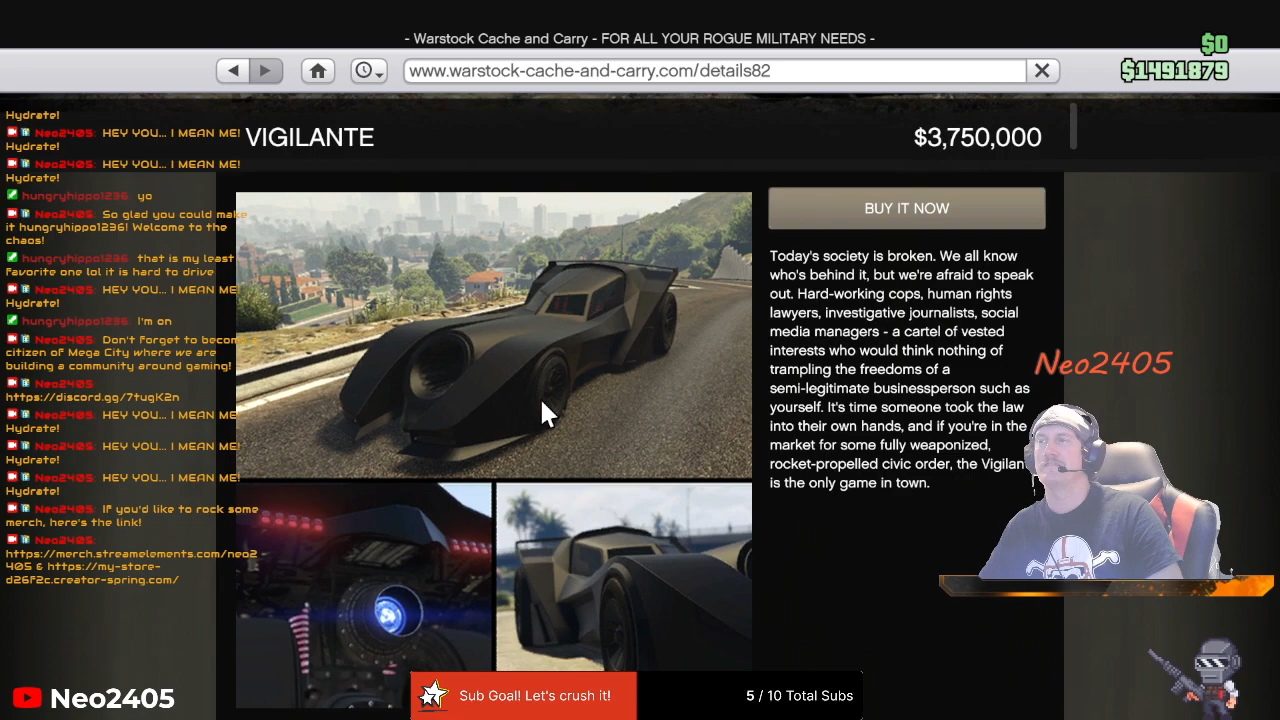 - Warstock Cache and Carry - FOR ALL YOUR ROGUE MILITARY NEEDS -
$0
$1491879
www.warstock-cache-and-carry.com/details82
VIGILANTE
$3,750,000
BUY IT NOW
Today's society is broken. We all know
who's behind it, but we're afraid to speak
out. Hard-working cops, human rights
lawyers, investigative journalists, social
media managers - a cartel of vested
interests who would think nothing of
trampling the freedoms of a
semi-legitimate businessperson such as
yourself. It's time someone took the law
into their own hands, and if you're in the
market for some fully weaponized,
rocket-propelled civic order, the Vigilan
is the only game in town.
Hydrate!
Neo2405: HEY YOU... I MEAN ME!
Hydrate!
Neo2405: HEY YOU... I MEAN ME!
Hydrate!
hungryhippo1236: yo
Neo2405: So glad you could make
it hungryhippo1236! Welcome to the
chaos!
hungryhippo1236: that is my least
favorite one lol it is hard to drive
Neo2405: HEY YOU... I MEAN ME!
Hydrate!
hungryhippo1236: I'm on
Neo2405: Don't forget to become a
citizen of Mega City where we are
building a community around gaming!
Neo2405:
https://discord.gg/7tugK2n
Neo2405: HEY YOU... I MEAN ME!
Hydrate!
Neo2405: HEY YOU... I MEAN ME!
Hydrate!
Neo2405: HEY YOU... I MEAN ME!
Hydrate!
Neo2405: If you'd like to rock some
merch, here's the link!
Neo2405:
https://merch.streamelements.com/neo2
405 & https://my-store-
d26f2c.creator-spring.com/
Neo2405
Neo2405
Sub Goal! Let's crush it!
5 / 10 Total Subs